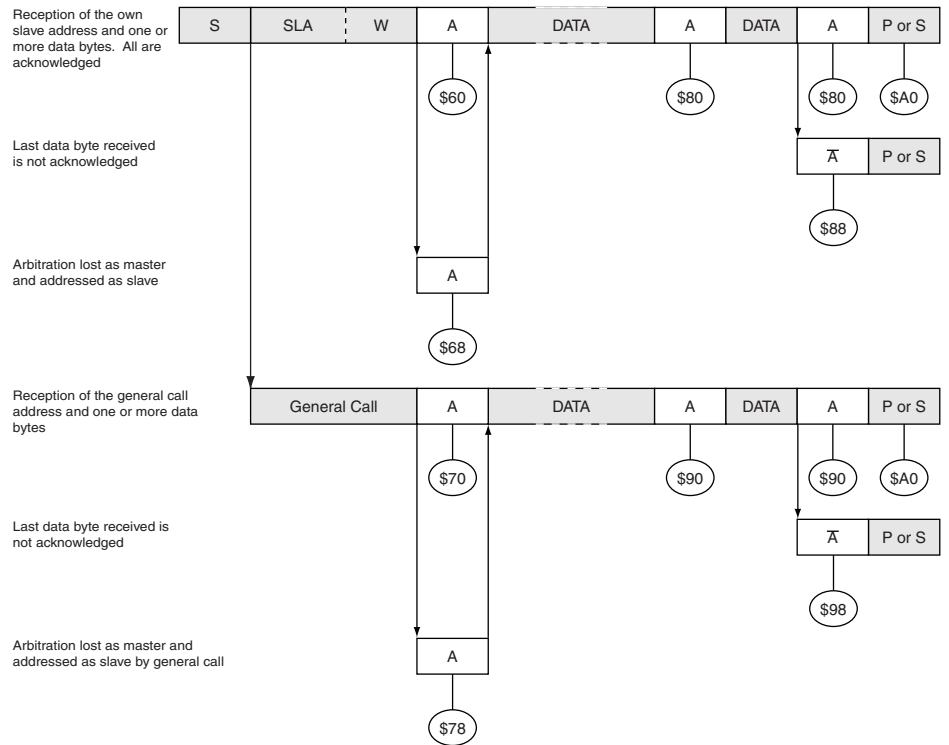 Reception of the own
slave address and one or
more data bytes.  All are
acknowledged
S SLA W A DATA A DATA A P or S
$60 $80 $80 $A0
Last data byte received
is not acknowledged
A̅ P or S
$88
Arbitration lost as master
and addressed as slave
A
$68
Reception of the general call
address and one or more data
bytes
General Call A DATA A DATA A P or S
$70 $90 $90 $A0
Last data byte received is
not acknowledged
A̅ P or S
$98
Arbitration lost as master and
addressed as slave by general call
A
$78